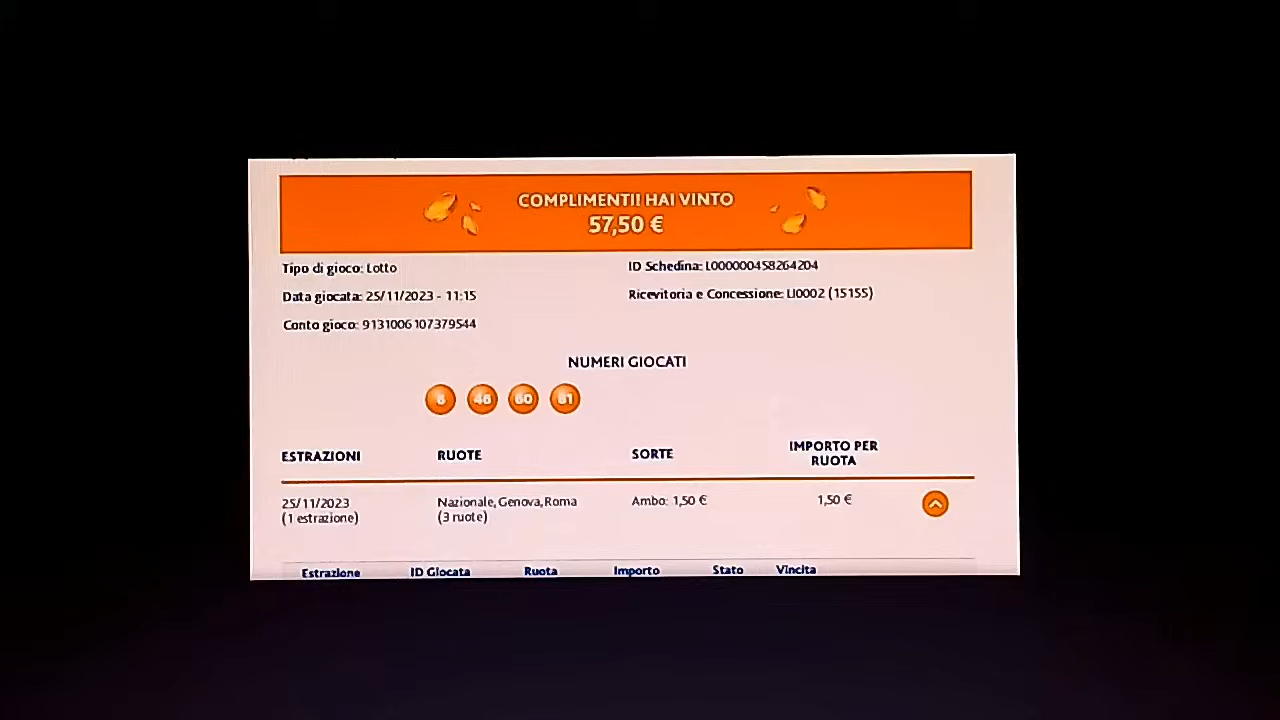 COMPLIMENTI! HAI VINTO
57,50 €
Tipo di gioco: Lotto
ID Schedina: L000000458264204
Data giocata: 25/11/2023 - 11:15
Ricevitoria e Concessione: LI0002 (15155)
Conto gioco: 9131006107379544
NUMERI GIOCATI
6 46 60 81
ESTRAZIONI RUOTE SORTE IMPORTO PER RUOTA
25/11/2023 Nazionale, Genova, Roma Ambo: 1,50 € 1,50 €
(1 estrazione) (3 ruote)
Estrazione ID Giocata Ruota Importo Stato Vincita